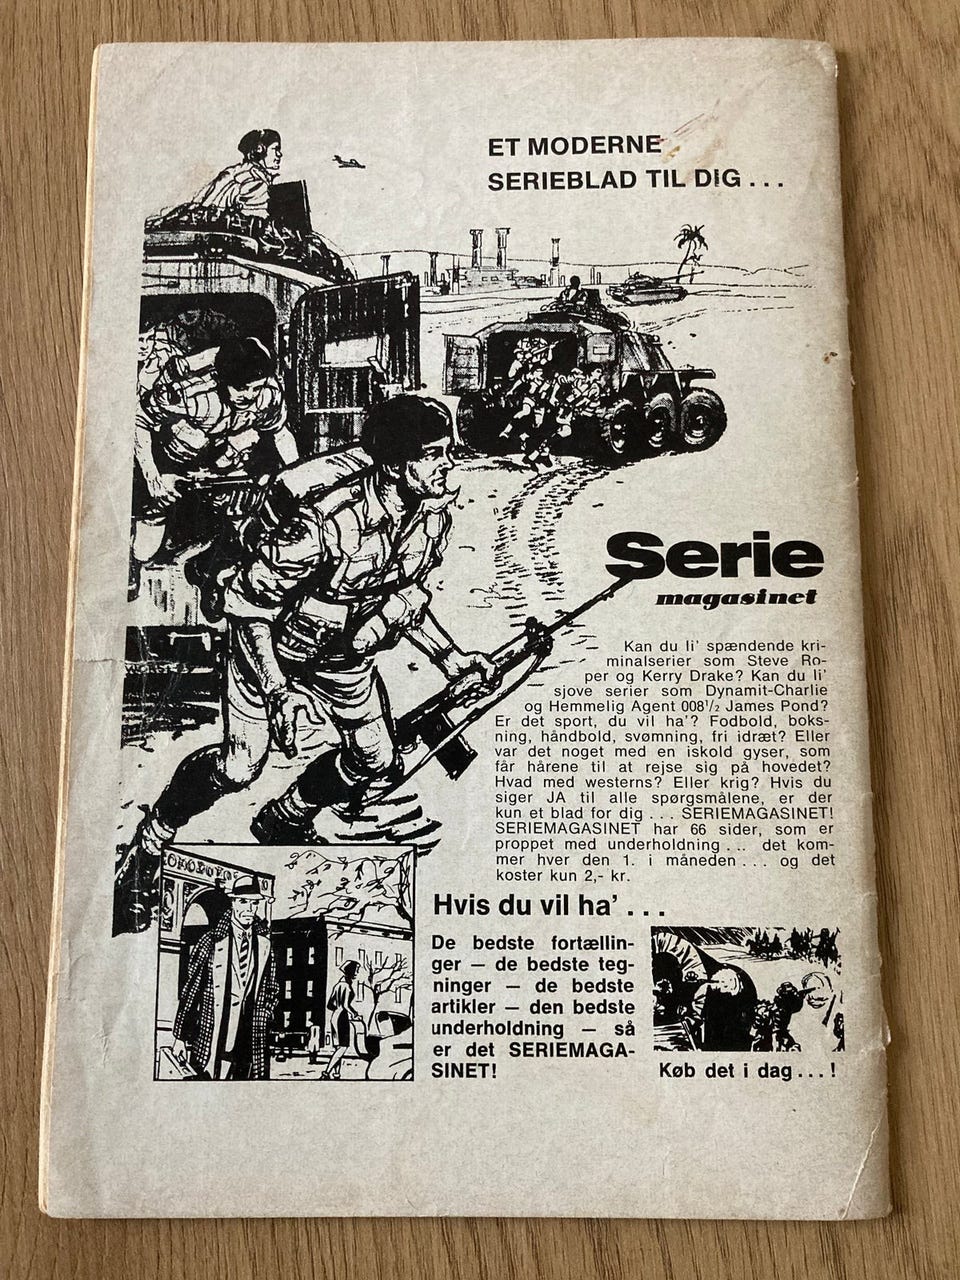 ET MODERNE
SERIEBLAD TIL DIG . . .
Serie
magasinet
Kan du li' spændende kri-
minalserier som Steve Ro-
per og Kerry Drake? Kan du li'
sjove serier som Dynamit-Charlie
og Hemmelig Agent 008½ James Pond?
Er det sport, du vil ha'? Fodbold, boks-
ning, håndbold, svømning, fri idræt? Eller
var det noget med en iskold gyser, som
får hårene til at rejse sig på hovedet?
Hvad med westerns? Eller krig? Hvis du
siger JA til alle spørgsmålene, er der
kun et blad for dig . . . SERIEMAGASINET!
SERIEMAGASINET har 66 sider, som er
proppet med underholdning . . . det kom-
mer hver den 1. i måneden . . . og det
koster kun 2,- kr.
Hvis du vil ha' . . .
De bedste fortællin-
ger — de bedste teg-
ninger — de bedste
artikler — den bedste
underholdning — så
er det SERIEMAGA-
SINET!
Køb det i dag . . . !